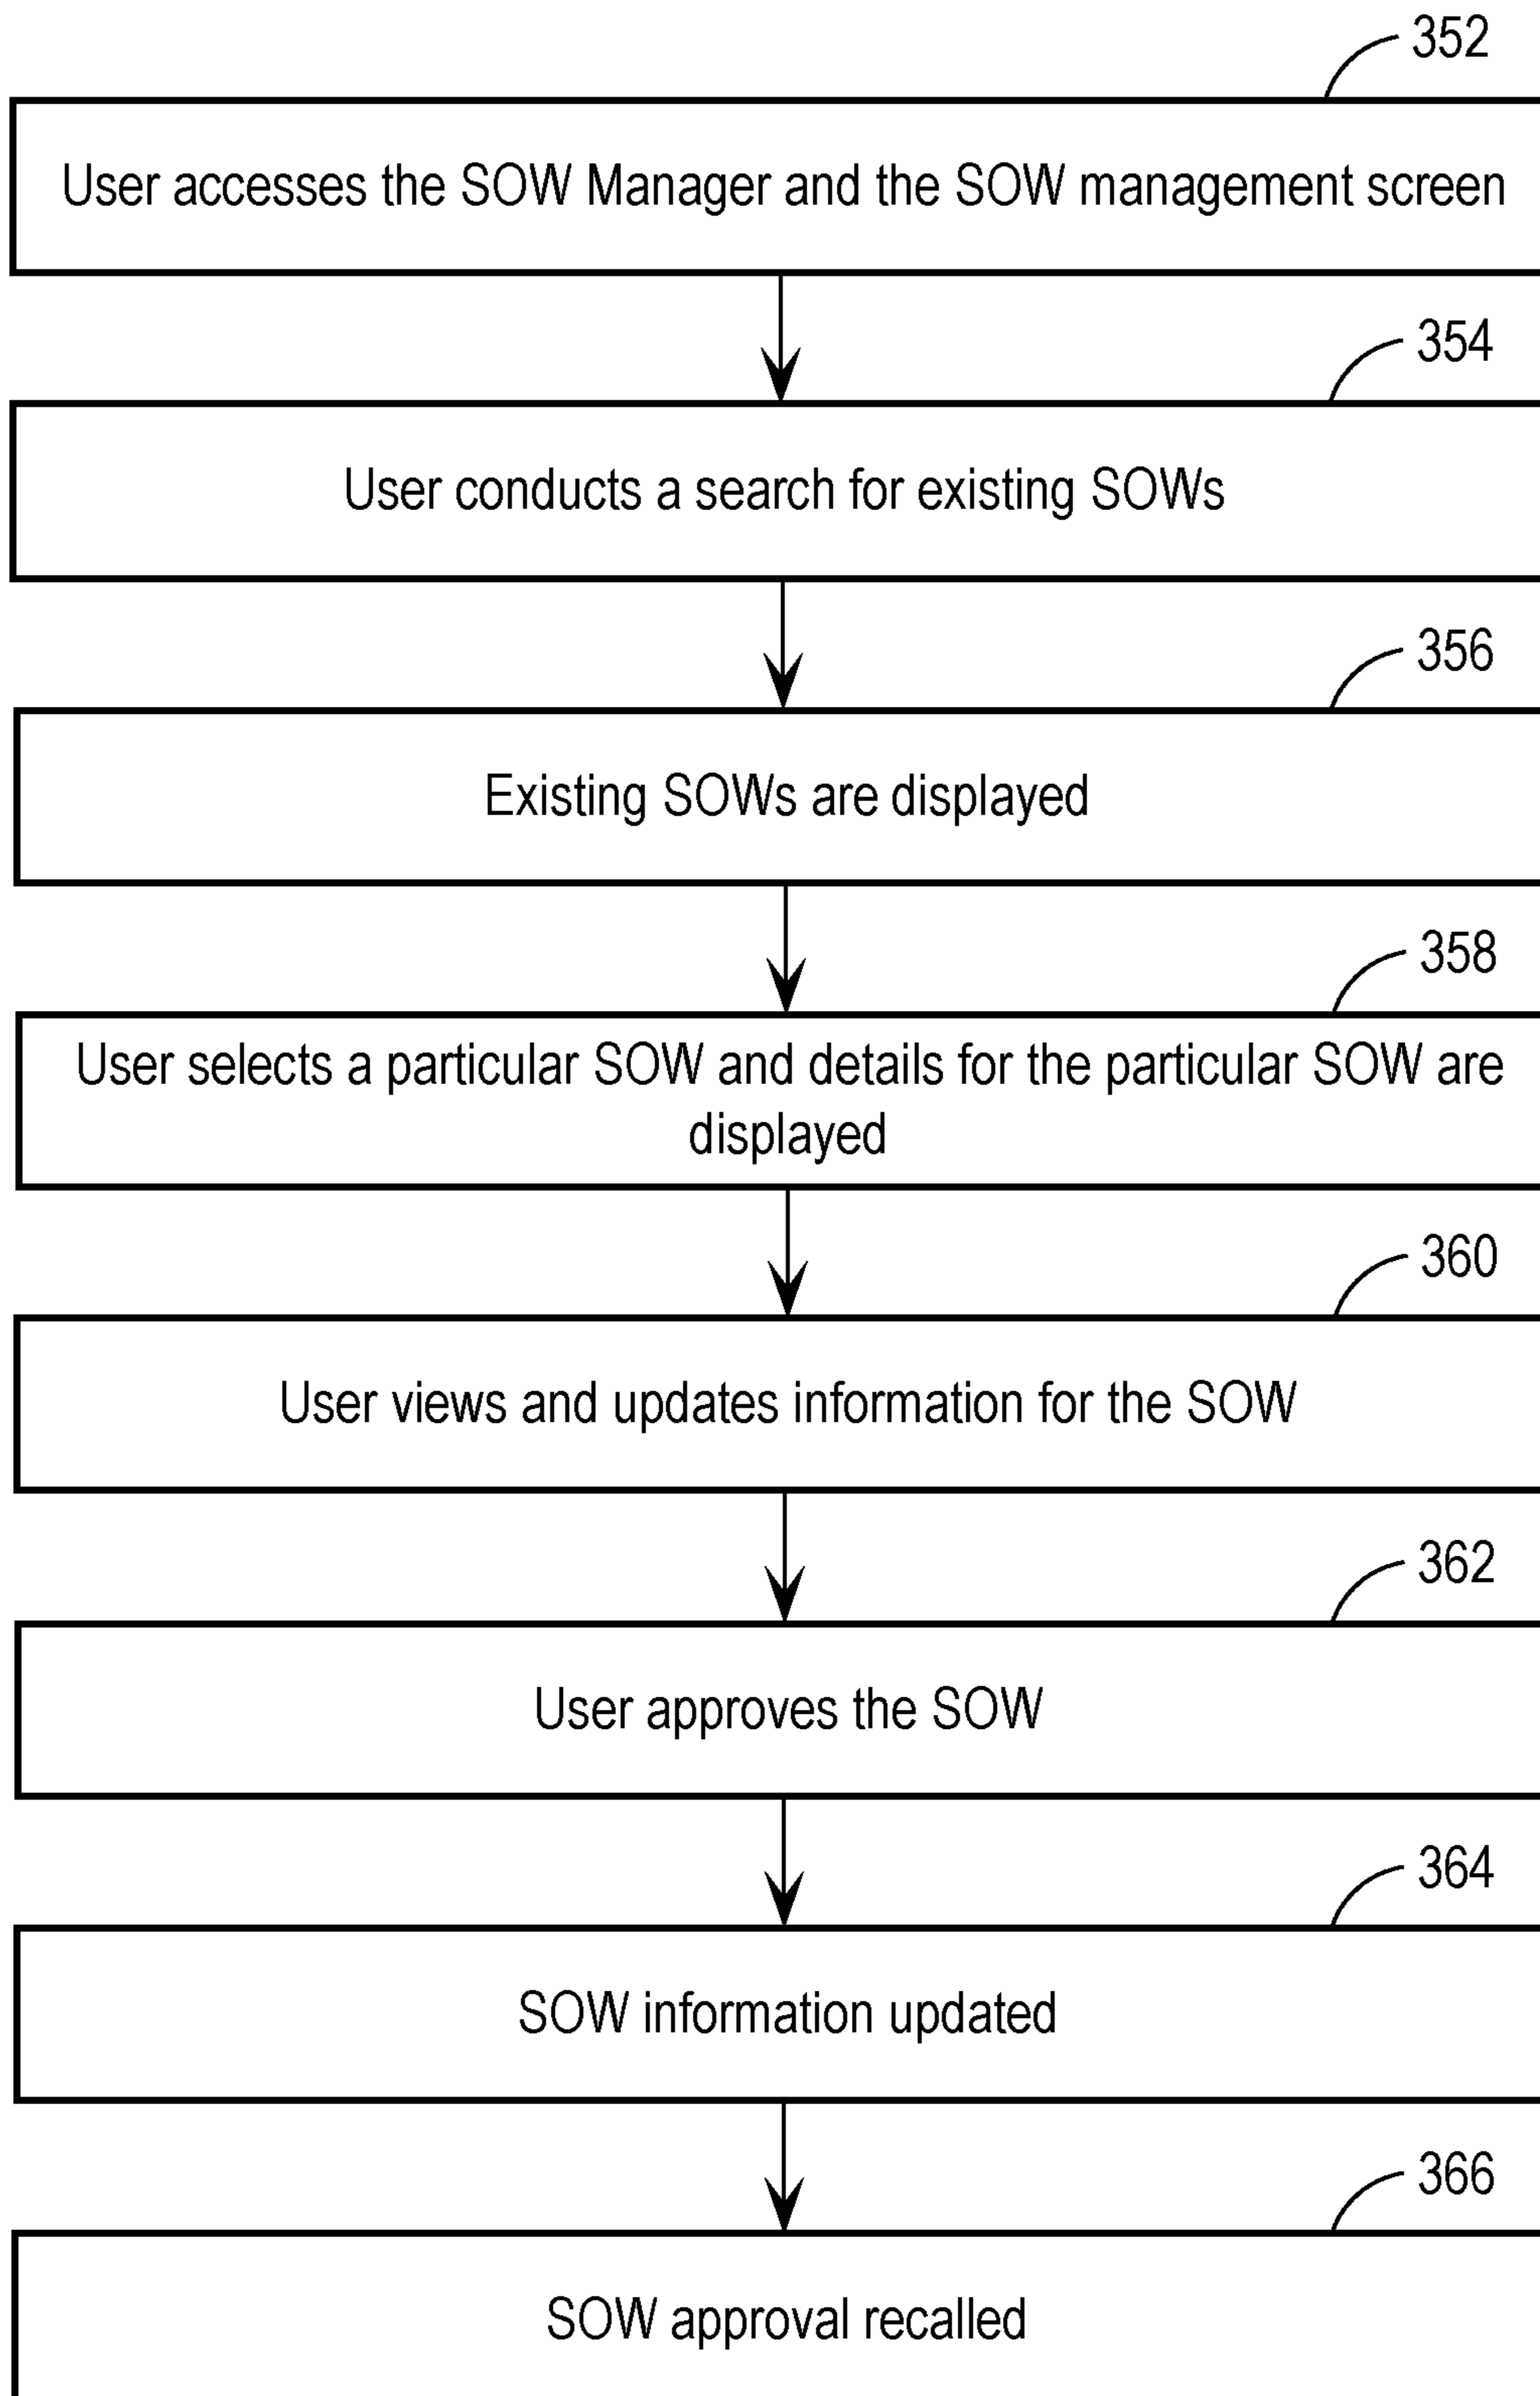 352
User accesses the SOW Manager and the SOW management screen
354
User conducts a search for existing SOWs
356
Existing SOWs are displayed
358
User selects a particular SOW and details for the particular SOW are
displayed
360
User views and updates information for the SOW
362
User approves the SOW
364
SOW information updated
366
SOW approval recalled